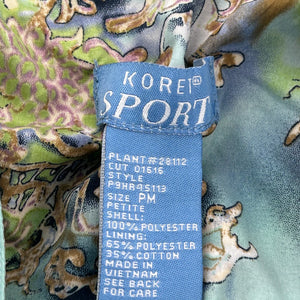 KORET®
SPORT
PLANT#28112
CUT 01616
STYLE
P9HR45113
SIZE PM
PETITE
SHELL:
100% POLYESTER
LINING:
65% POLYESTER
35% COTTON
MADE IN
VIETNAM
SEE BACK
FOR CARE